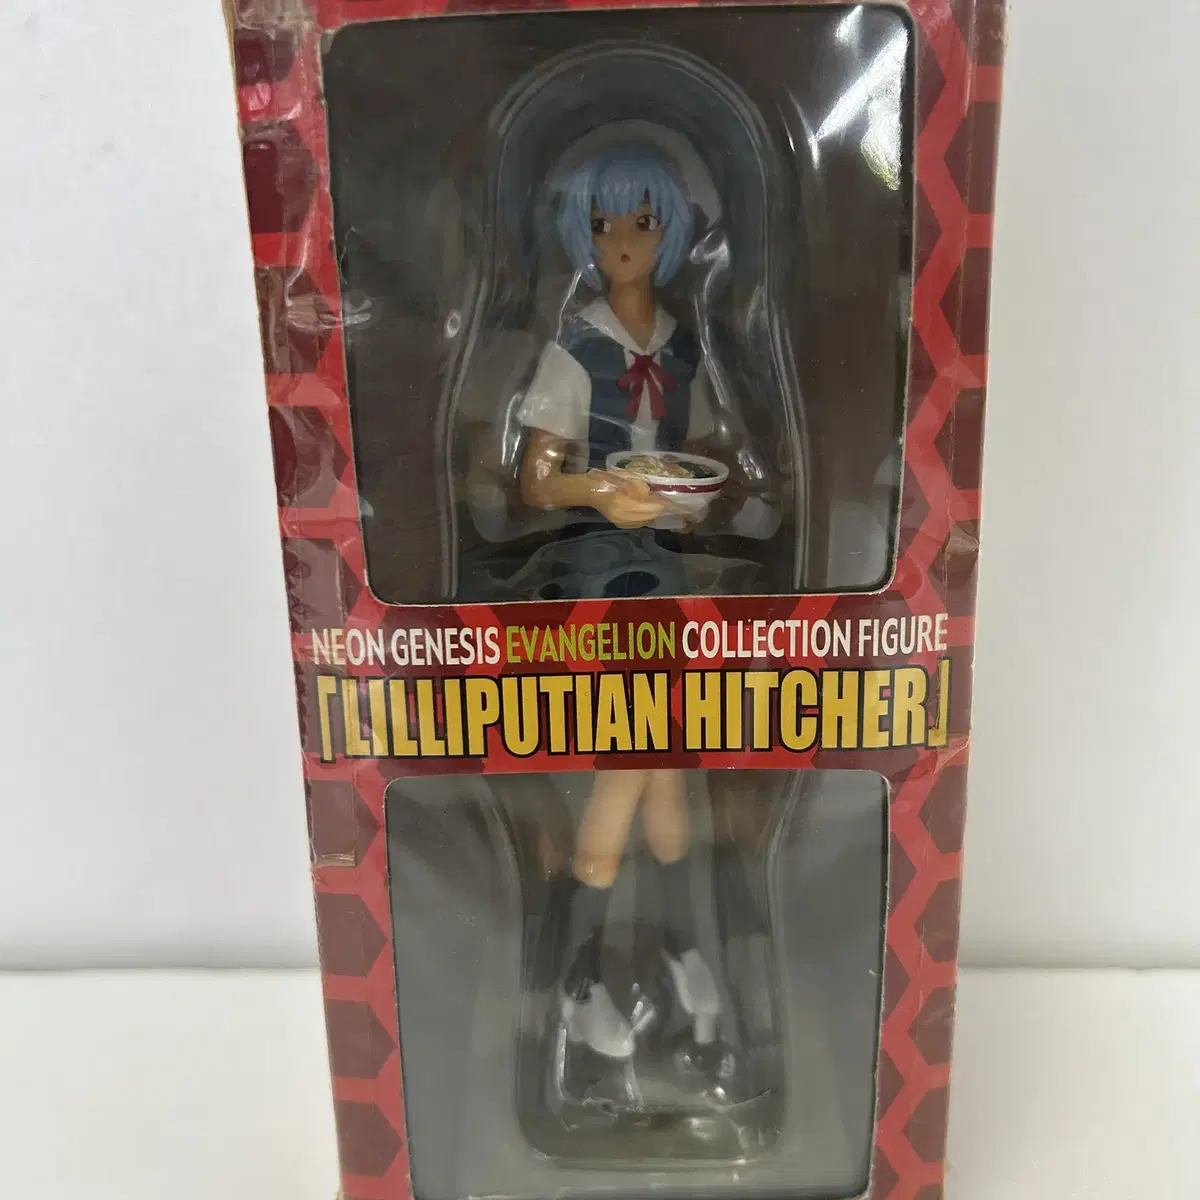 NEON GENESIS EVANGELION COLLECTION FIGURE
「LILLIPUTIAN HITCHER」